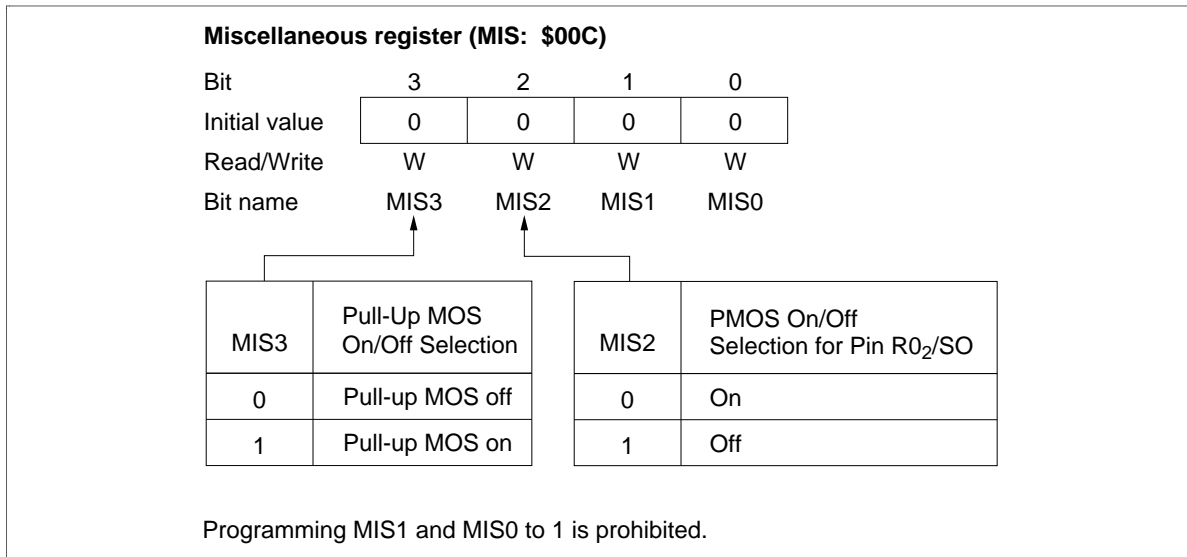 Miscellaneous register (MIS: $00C)
Bit 3 2 1 0
Initial value 0 0 0 0
Read/Write W W W W
Bit name MIS3 MIS2 MIS1 MIS0
MIS3 Pull-Up MOS
On/Off Selection
0 Pull-up MOS off
1 Pull-up MOS on
MIS2 PMOS On/Off
Selection for Pin R0₂/SO
0 On
1 Off
Programming MIS1 and MIS0 to 1 is prohibited.